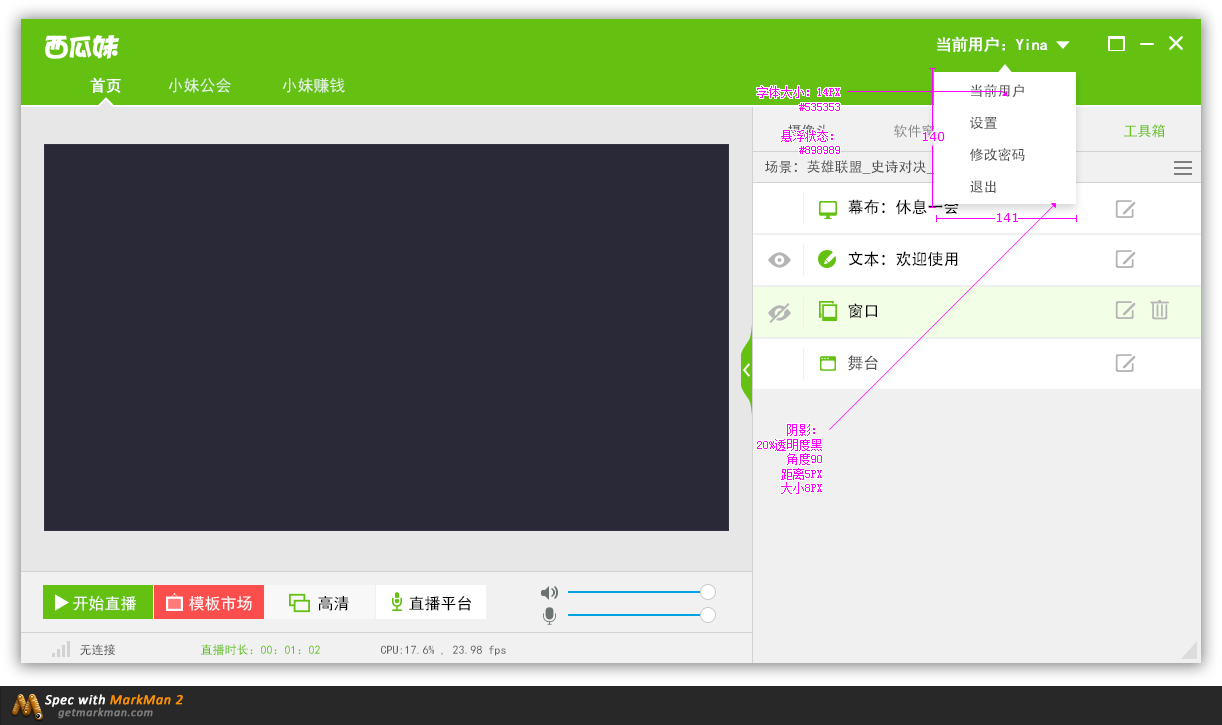 西瓜妹
当前用户：Yina
首页
小妹公会
小妹赚钱
字体大小：14PX
#535353
悬浮状态：
#898989
140
当前用户
设置
修改密码
退出
141
摄像头
软件窗
工具箱
场景：英雄联盟_史诗对决_
幕布：休息一会
文本：欢迎使用
窗口
舞台
阴影：
20%透明度黑
角度90
距离5PX
大小8PX
开始直播
模板市场
高清
直播平台
无连接
直播时长：00：01：02
CPU:17.6% , 23.98 fps
Spec with MarkMan 2
getmarkman.com